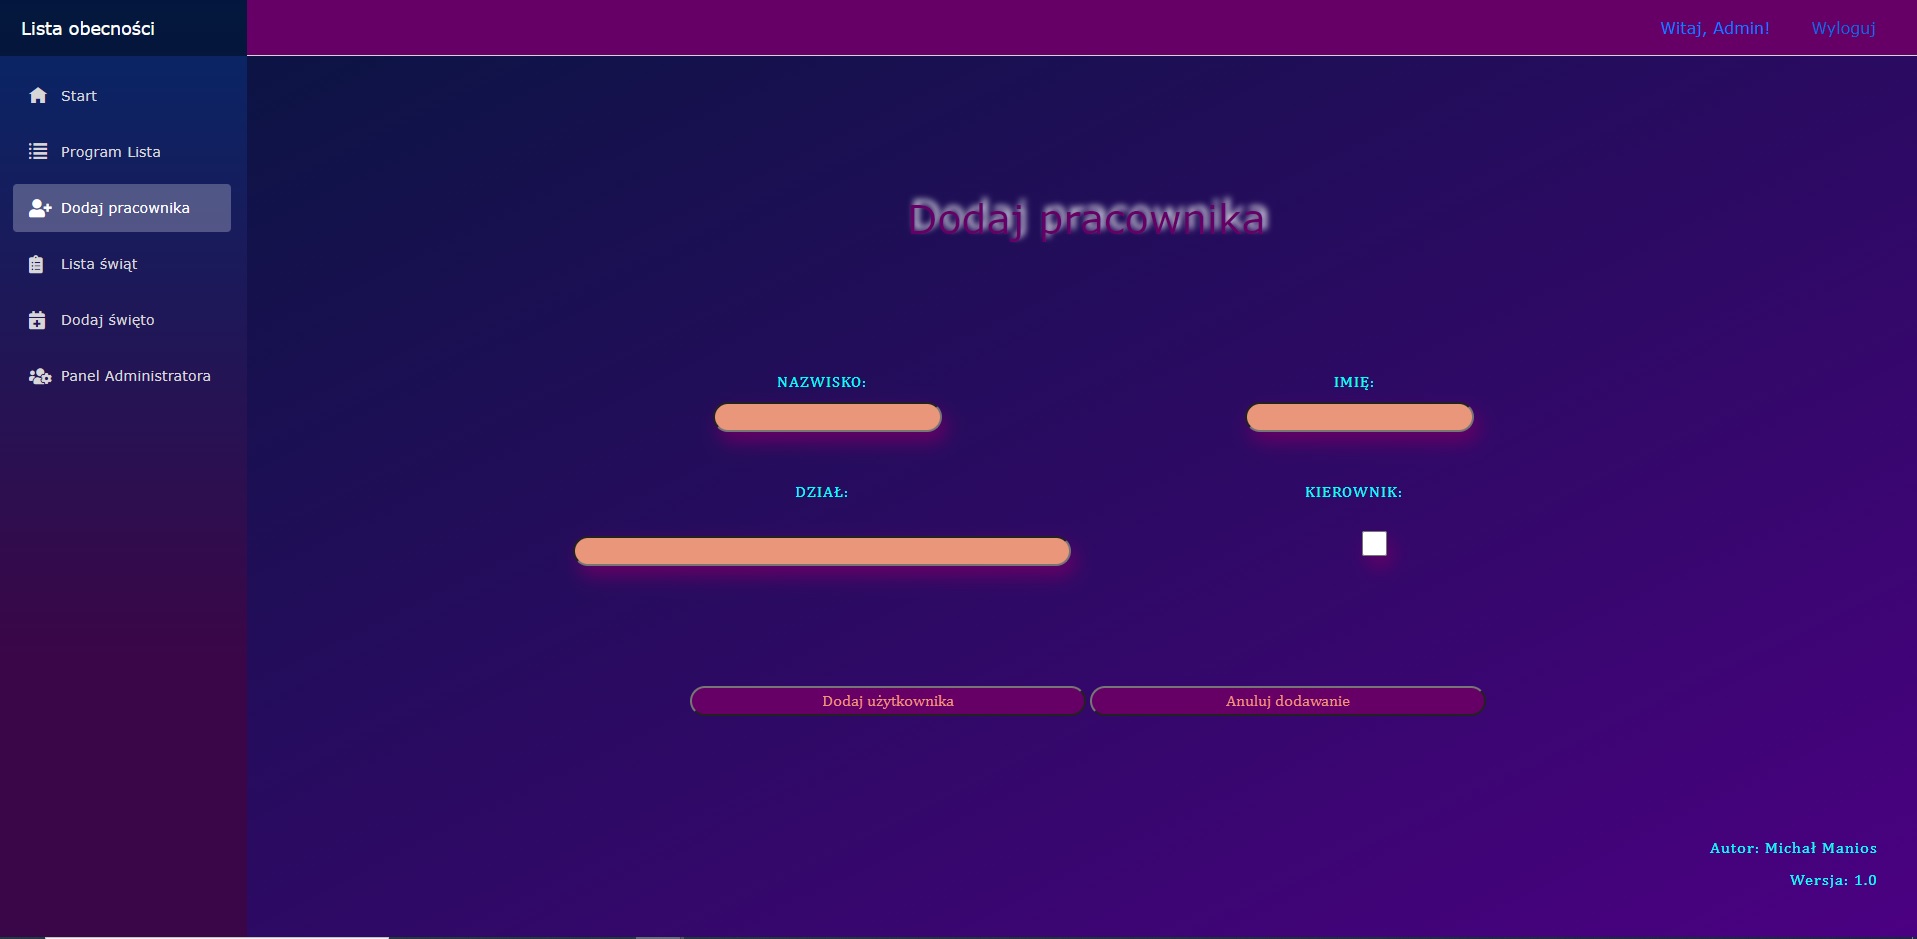 Lista obecności
Witaj, Admin!
Wyloguj
Start
Program Lista
Dodaj pracownika
Lista świąt
Dodaj święto
Panel Administratora
Dodaj pracownika
NAZWISKO:
IMIĘ:
DZIAŁ:
KIEROWNIK:
Dodaj użytkownika
Anuluj dodawanie
Autor: Michał Manios
Wersja: 1.0